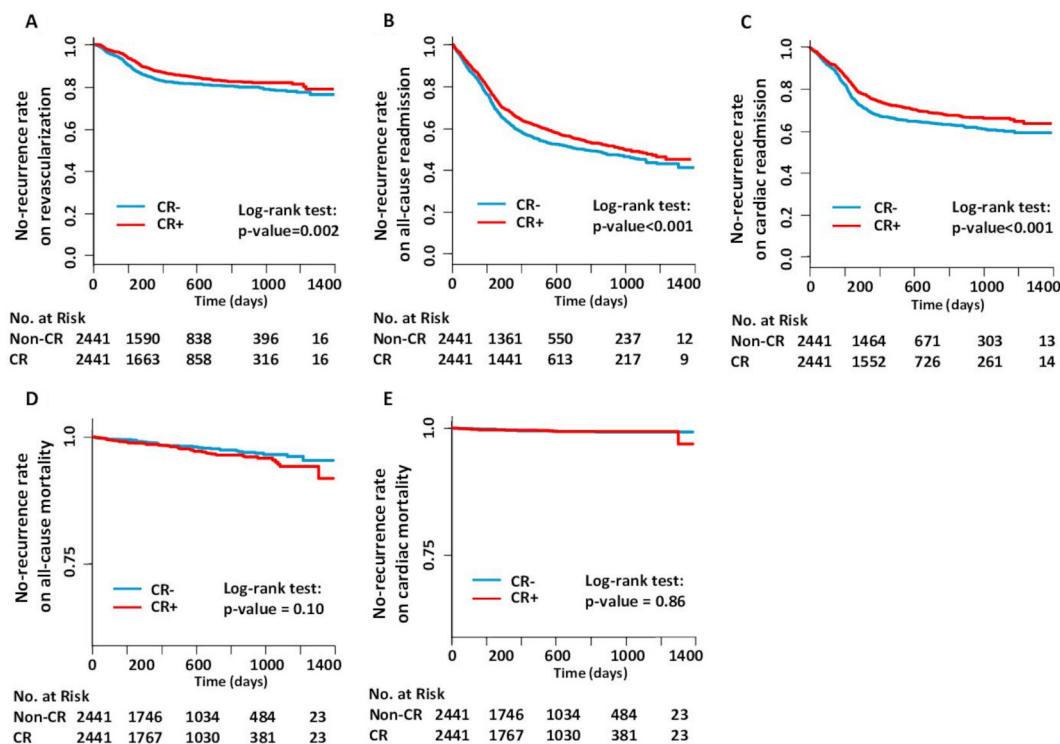 A
No-recurrence rate
on revascularization
1.0
0.8
0.6
0.4
0.2
0.0
CR-
CR+
Log-rank test:
p-value=0.002
0 200 600 1000 1400
Time (days)
No. at Risk
Non-CR 2441 1590 838 396 16
CR 2441 1663 858 316 16
B
No-recurrence rate
on all-cause readmission
1.0
0.8
0.6
0.4
0.2
0.0
CR-
CR+
Log-rank test:
p-value<0.001
0 200 600 1000 1400
Time (days)
No. at Risk
Non-CR 2441 1361 550 237 12
CR 2441 1441 613 217 9
C
No-recurrence rate
on cardiac readmission
1.0
0.8
0.6
0.4
0.2
0.0
CR-
CR+
Log-rank test:
p-value<0.001
0 200 600 1000 1400
Time (days)
No. at Risk
Non-CR 2441 1464 671 303 13
CR 2441 1552 726 261 14
D
No-recurrence rate
on all-cause mortality
1.0
0.75
CR-
CR+
Log-rank test:
p-value = 0.10
0 200 600 1000 1400
Time (days)
No. at Risk
Non-CR 2441 1746 1034 484 23
CR 2441 1767 1030 381 23
E
No-recurrence rate
on cardiac mortality
1.0
0.75
CR-
CR+
Log-rank test:
p-value = 0.86
0 200 600 1000 1400
Time (days)
No. at Risk
Non-CR 2441 1746 1034 484 23
CR 2441 1767 1030 381 23